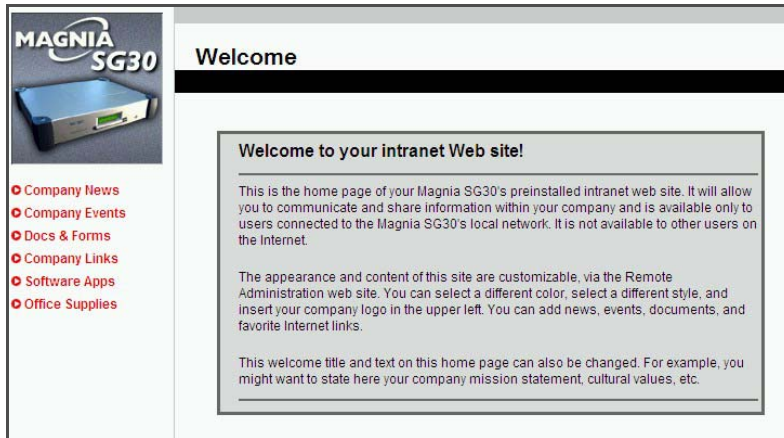 MAGNIA
SG30
Welcome
Company News
Company Events
Docs & Forms
Company Links
Software Apps
Office Supplies
Welcome to your intranet Web site!
This is the home page of your Magnia SG30's preinstalled intranet web site. It will allow
you to communicate and share information within your company and is available only to
users connected to the Magnia SG30's local network. It is not available to other users on
the Internet.
The appearance and content of this site are customizable, via the Remote
Administration web site. You can select a different color, select a different style, and
insert your company logo in the upper left. You can add news, events, documents, and
favorite Internet links.
This welcome title and text on this home page can also be changed. For example, you
might want to state here your company mission statement, cultural values, etc.